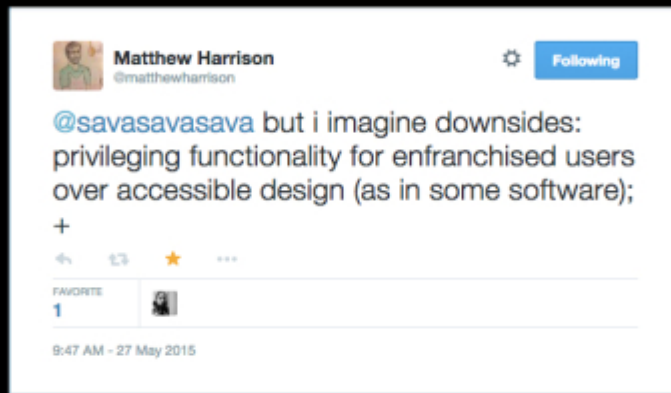 Matthew Harrison
@matthewharrison
Following
@savasavasava but i imagine downsides:
privileging functionality for enfranchised users
over accessible design (as in some software);
+
FAVORITE
1
9:47 AM - 27 May 2015